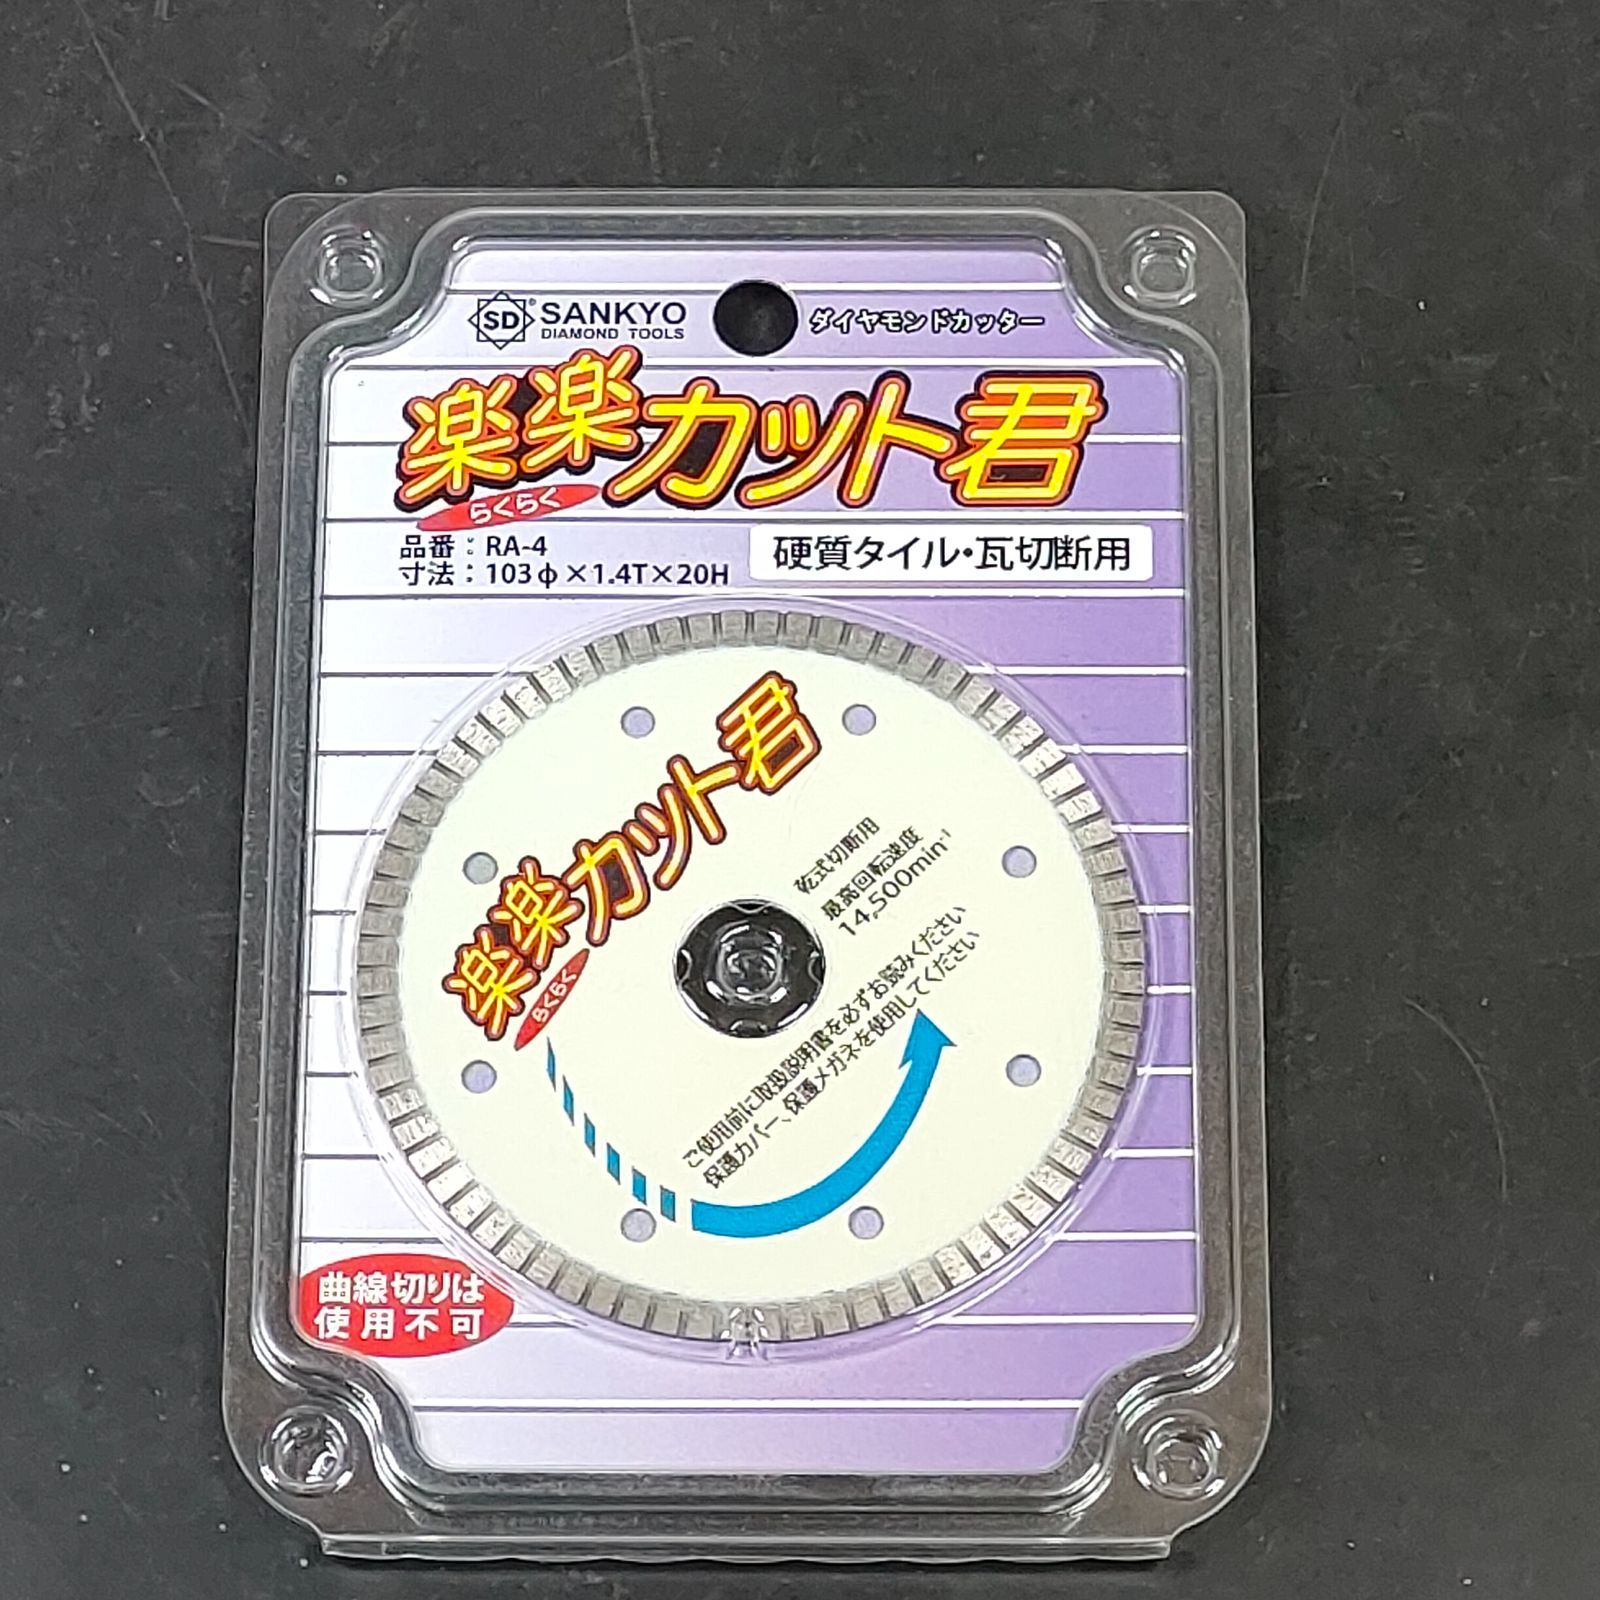 SD® SANKYO
DIAMOND TOOLS
ダイヤモンドカッター
楽楽カット君
らくらく
品番：RA-4
寸法：103φ×1.4T×20H
硬質タイル・瓦切断用
楽楽カット君
らくらく
乾式切断用
最高回転速度
14,500min⁻¹
ご使用前に取扱説明書を必ずお読みください
保護カバー、保護メガネを使用してください
曲線切りは
使用不可